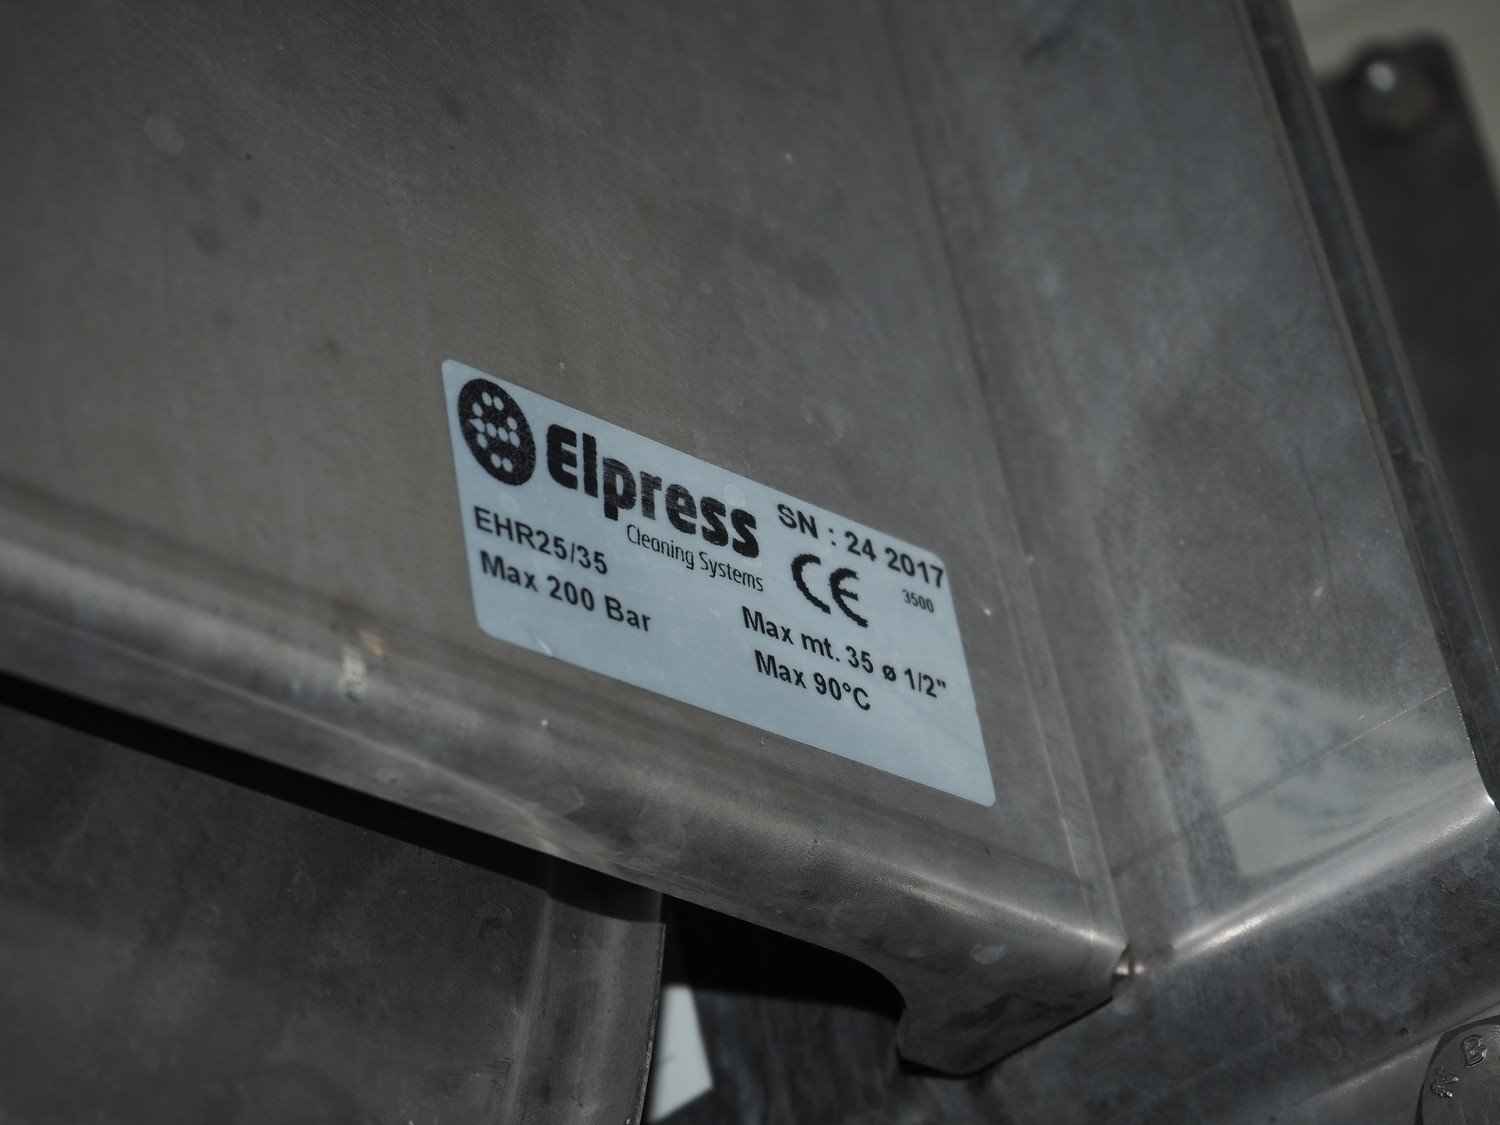 Elpress
Cleaning Systems
SN : 24 2017
CE
3500
EHR25/35
Max 200 Bar
Max mt. 35 ø 1/2"
Max 90°C
B